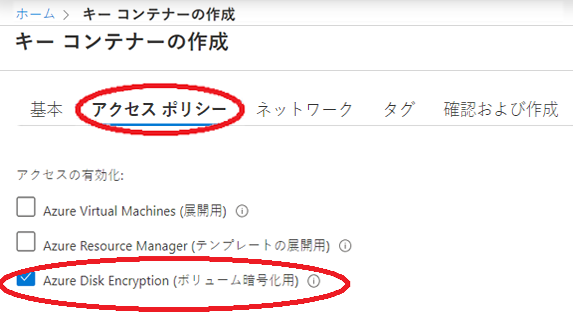 ホーム > キー コンテナーの作成
キー コンテナーの作成
基本 アクセス ポリシー ネットワーク タグ 確認および作成
アクセスの有効化:
Azure Virtual Machines (展開用)
Azure Resource Manager (テンプレートの展開用)
Azure Disk Encryption (ボリューム暗号化用)